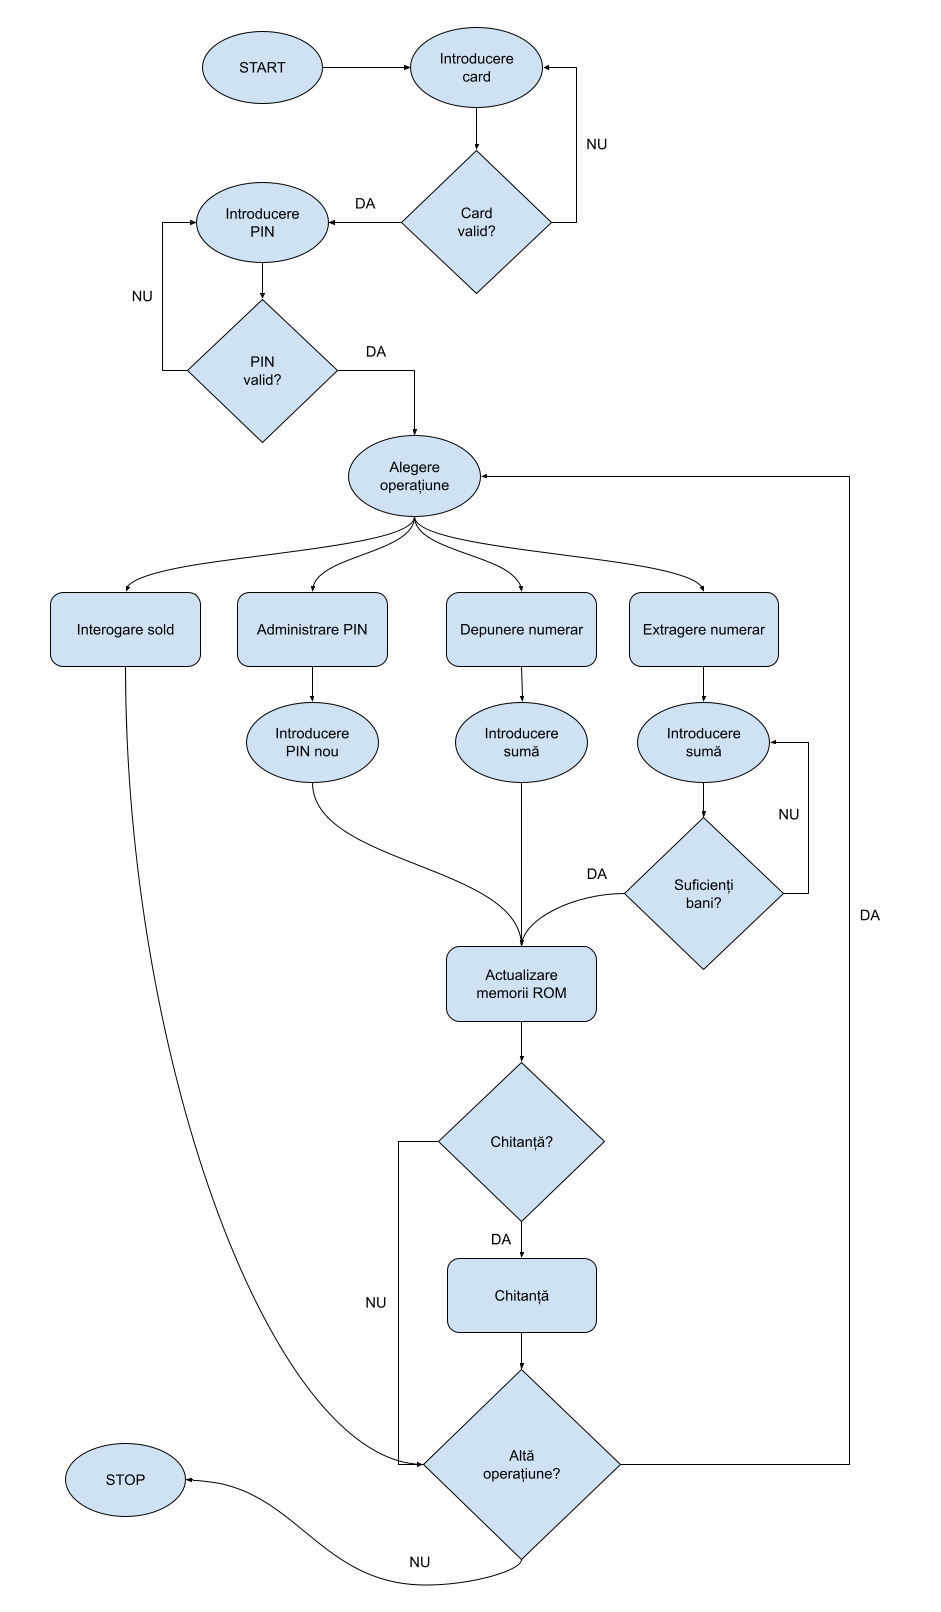 START
Introducere
card
NU
Card
valid?
DA
Introducere
PIN
NU
PIN
valid?
DA
Alegere
operațiune
Interogare sold
Administrare PIN
Depunere numerar
Extragere numerar
Introducere
PIN nou
Introducere
sumă
Introducere
sumă
NU
Suficienți
bani?
DA
DA
Actualizare
memorii ROM
Chitanță?
DA
NU
Chitanță
Altă
operațiune?
STOP
NU